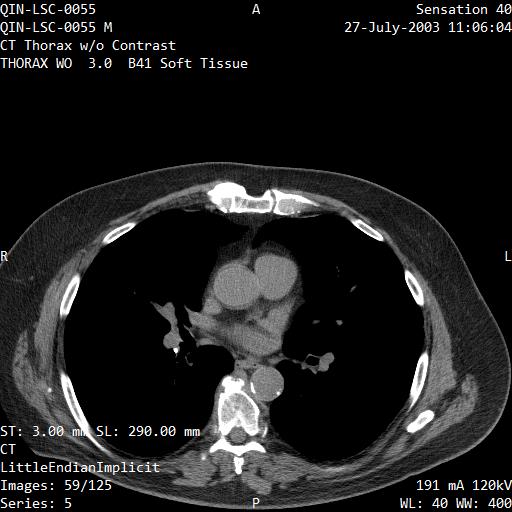 QIN-LSC-0055 A Sensation 40
QIN-LSC-0055 M 27-July-2003 11:06:04
CT Thorax w/o Contrast
THORAX WO 3.0 B41 Soft Tissue
R L
ST: 3.00 mm SL: 290.00 mm
CT
LittleEndianImplicit
Images: 59/125 191 mA 120kV
Series: 5 P WL: 40 WW: 400